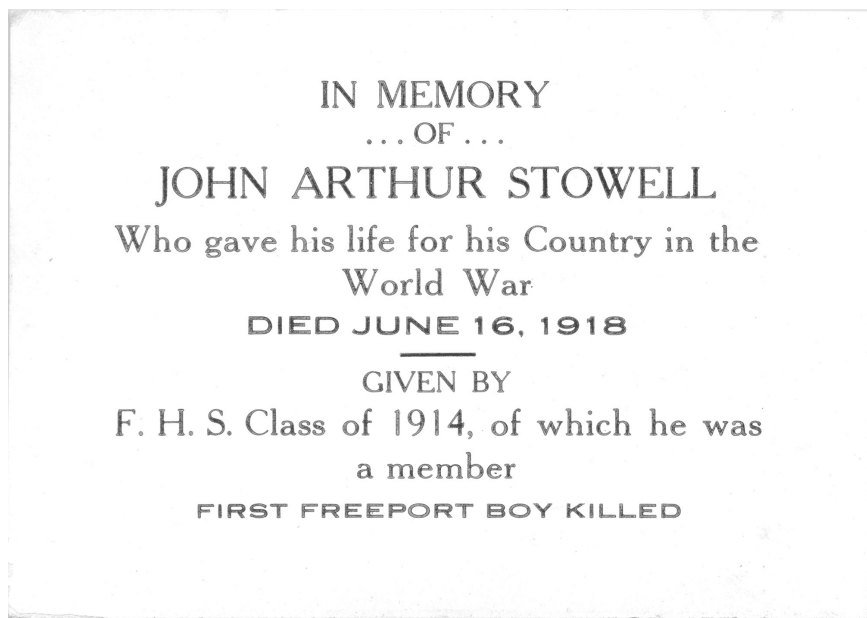 IN MEMORY
...OF...
JOHN ARTHUR STOWELL
Who gave his life for his Country in the
World War
DIED JUNE 16, 1918
GIVEN BY
F. H. S. Class of 1914, of which he was
a member
FIRST FREEPORT BOY KILLED